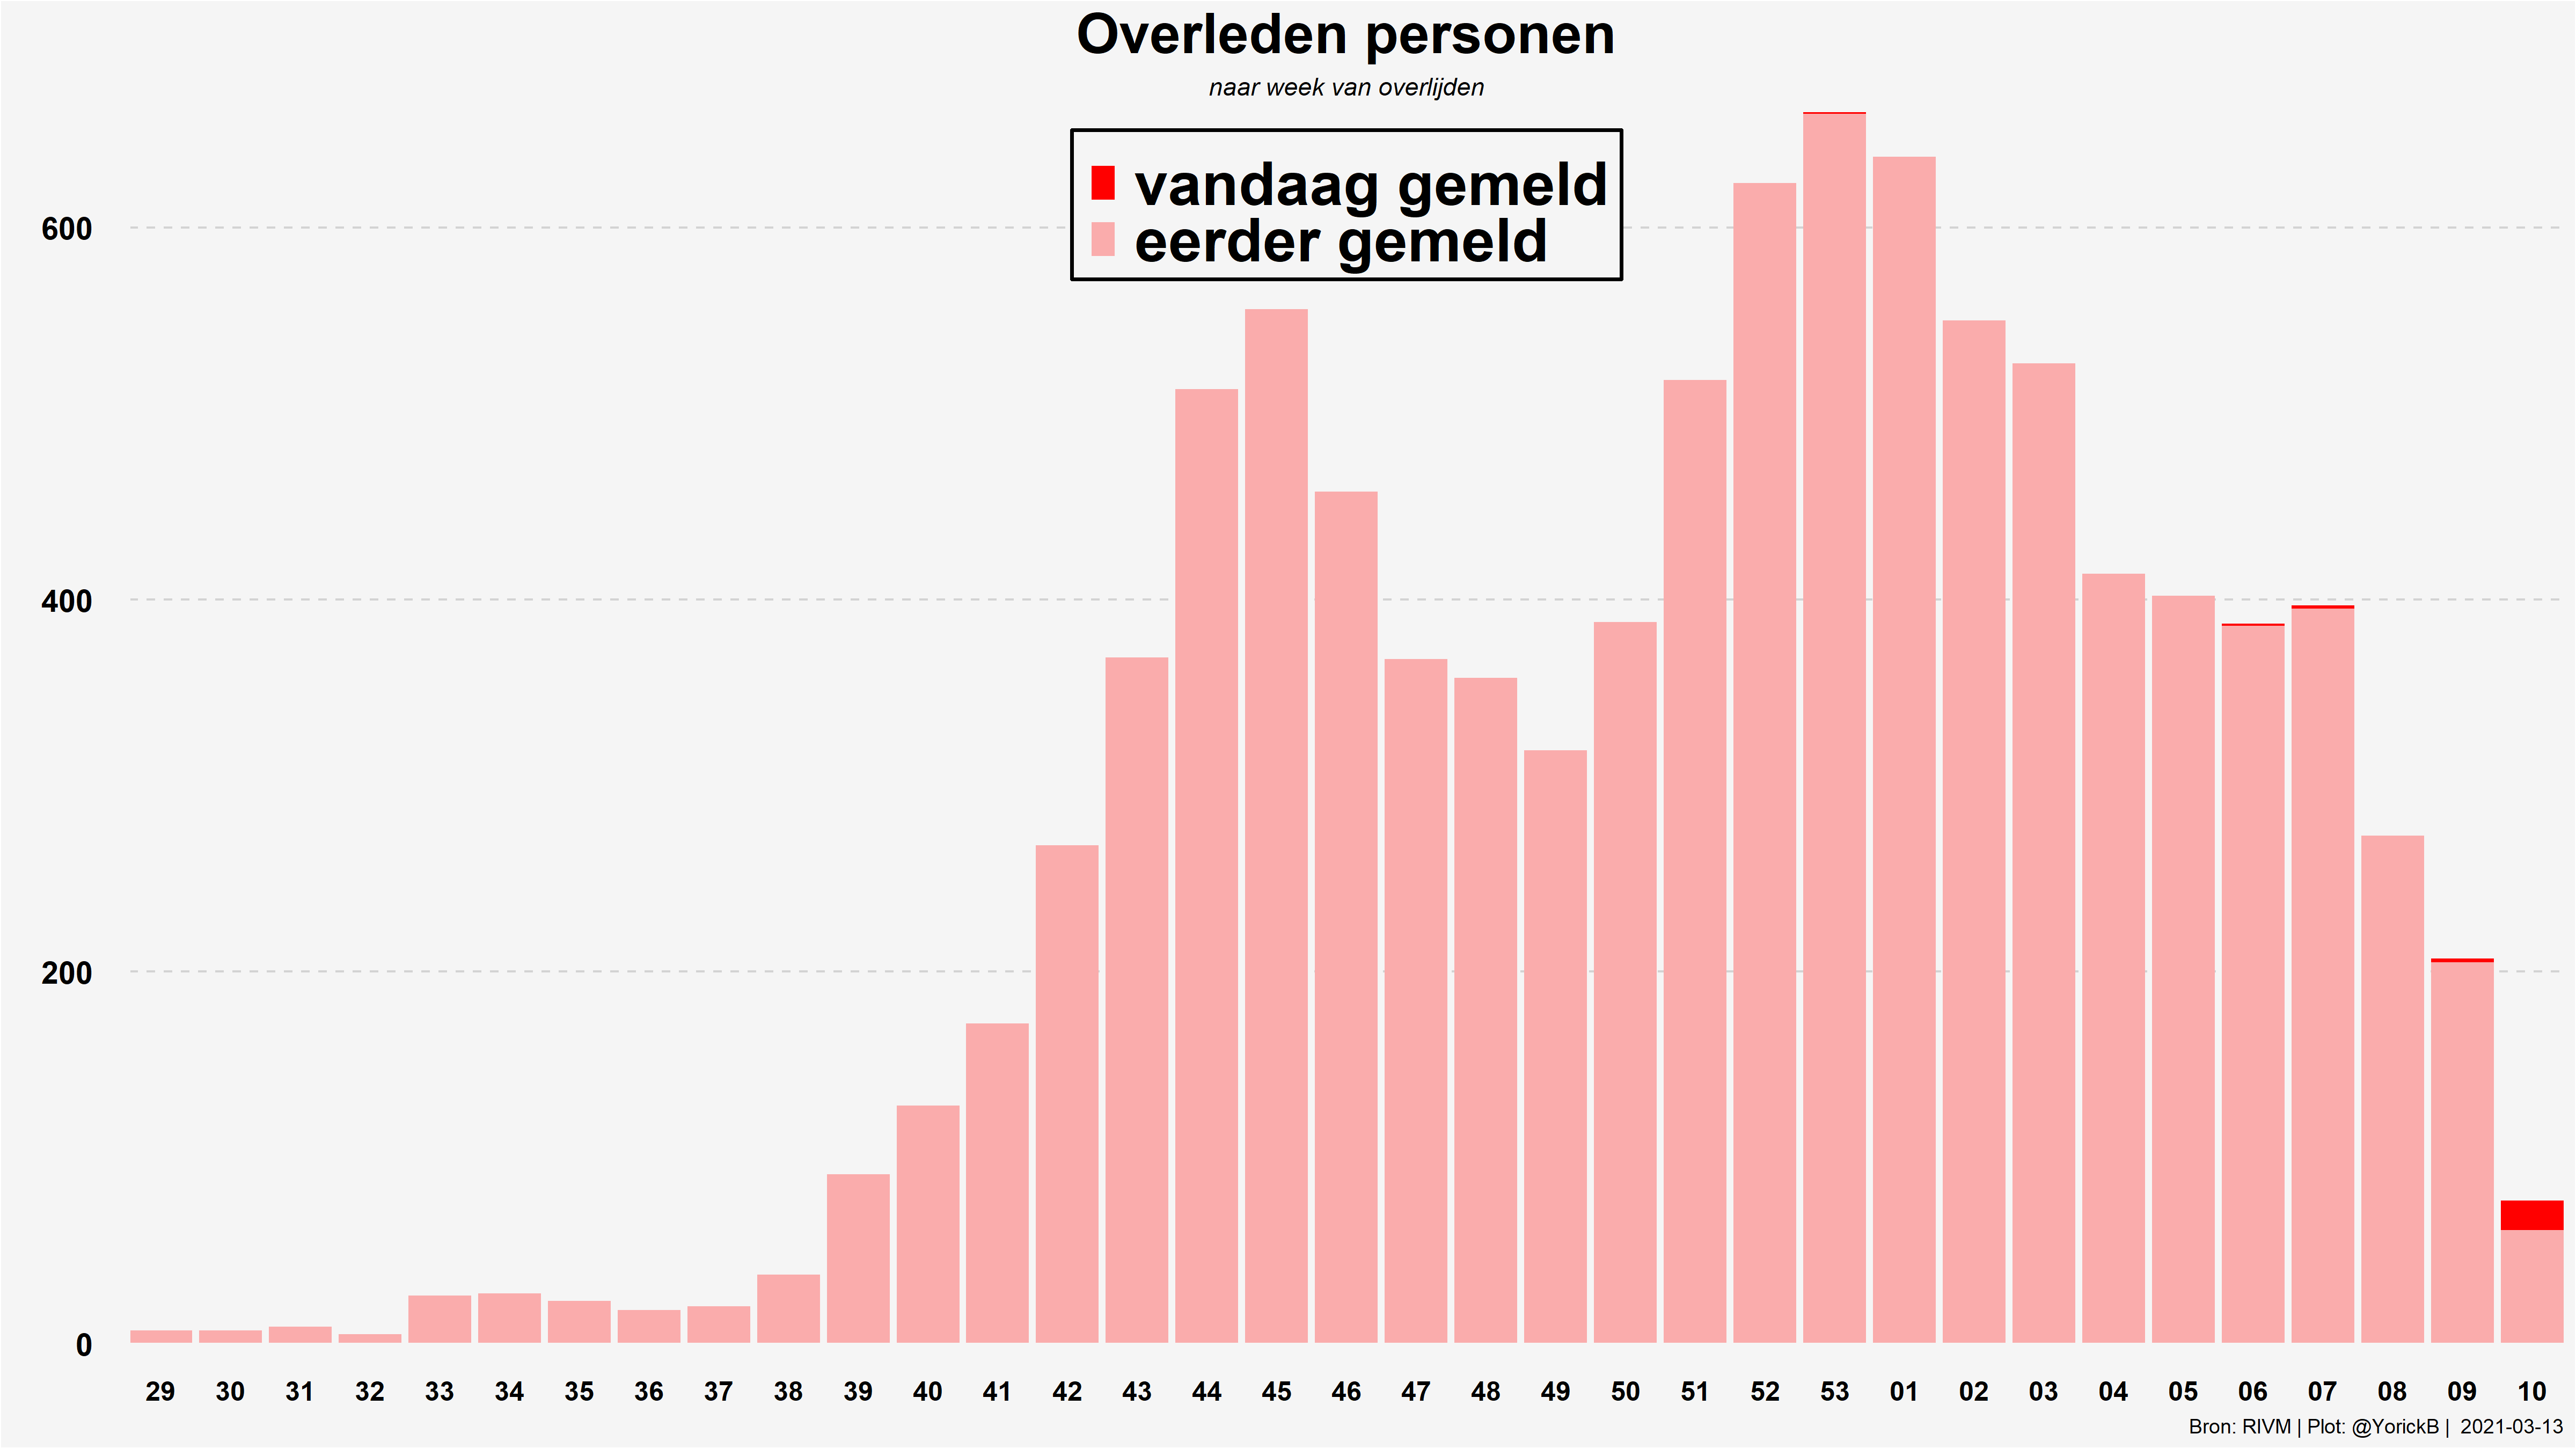 Overleden personen
naar week van overlijden
vandaag gemeld
eerder gemeld
600
400
200
0
29 30 31 32 33 34 35 36 37 38 39 40 41 42 43 44 45 46 47 48 49 50 51 52 53 01 02 03 04 05 06 07 08 09 10
Bron: RIVM | Plot: @YorickB | 2021-03-13